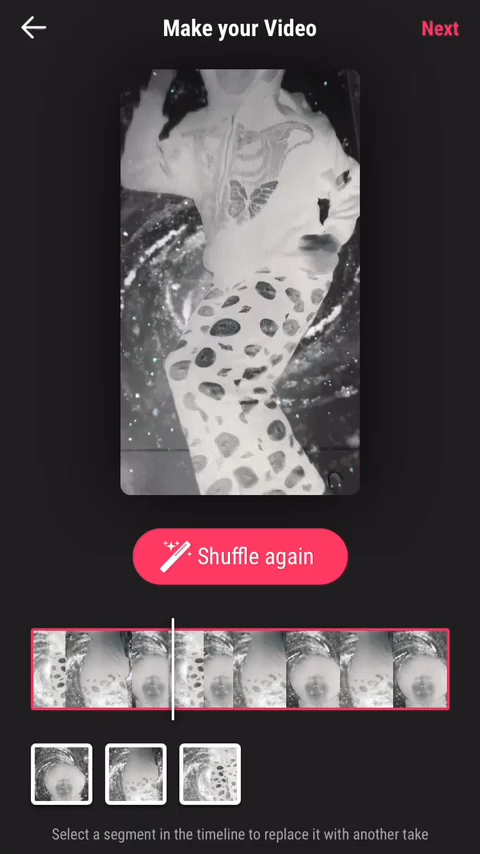 Make your Video
Next
Shuffle again
Select a segment in the timeline to replace it with another take